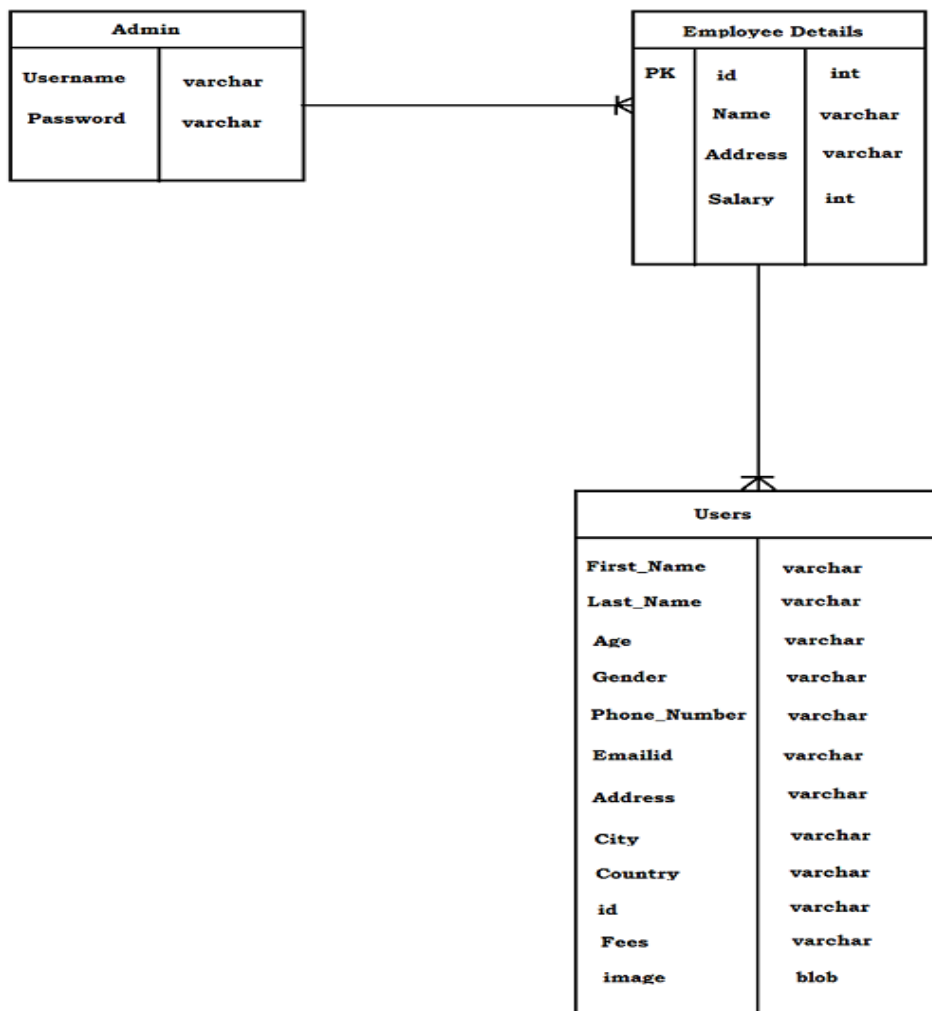 Admin
Username varchar
Password varchar
Employee Details
PK id int
Name varchar
Address varchar
Salary int
Users
First_Name varchar
Last_Name varchar
Age varchar
Gender varchar
Phone_Number varchar
Emailid varchar
Address varchar
City varchar
Country varchar
id varchar
Fees varchar
image blob